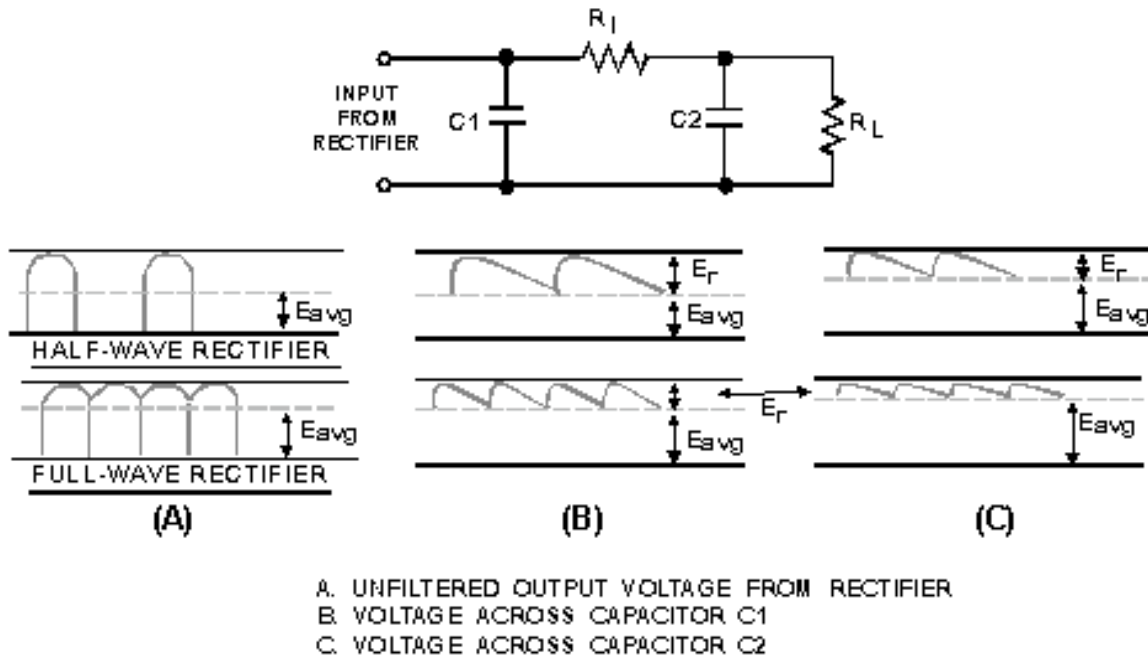 R1
INPUT
FROM
RECTIFIER
C1
C2
RL
Eavg
HALF-WAVE RECTIFIER
Er
Eavg
Er
Eavg
Eavg
FULL-WAVE RECTIFIER
Er
Eavg
Eavg
(A)
(B)
(C)
A. UNFILTERED OUTPUT VOLTAGE FROM RECTIFIER
B. VOLTAGE ACROSS CAPACITOR C1
C. VOLTAGE ACROSS CAPACITOR C2